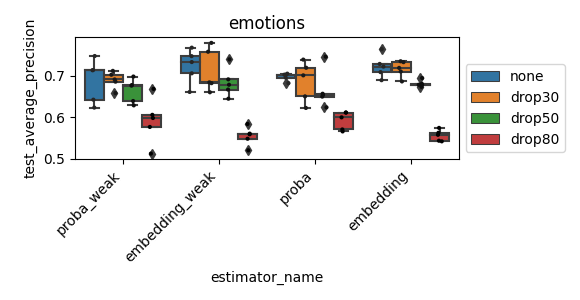 emotions
test_average_precision
0.7
0.6
0.5
proba_weak
embedding_weak
proba
embedding
estimator_name
none
drop30
drop50
drop80